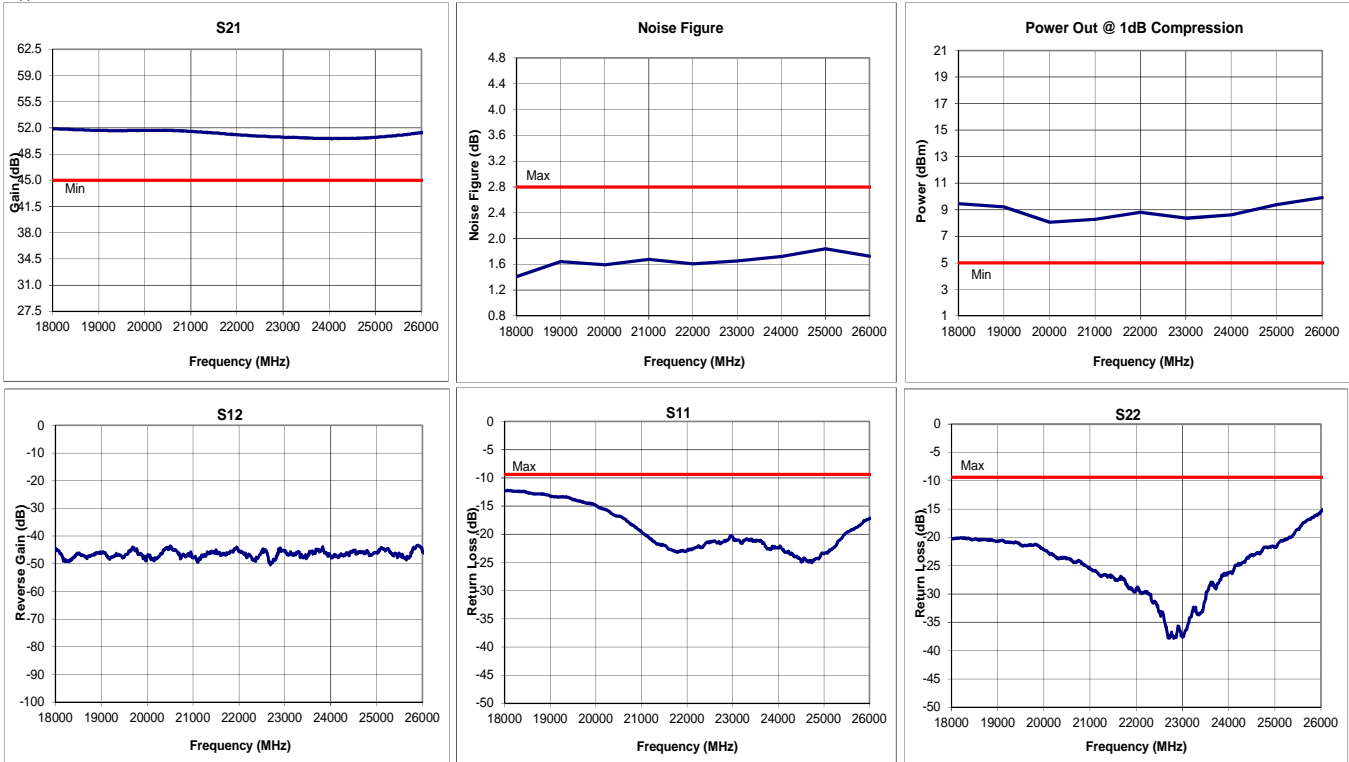 S21
62.5
59.0
55.5
52.0
48.5
45.0
41.5
38.0
34.5
31.0
27.5
Min
Gain (dB)
18000 19000 20000 21000 22000 23000 24000 25000 26000
Frequency (MHz)
Noise Figure
4.8
4.4
4.0
3.6
3.2
2.8
2.4
2.0
1.6
1.2
0.8
Max
Noise Figure (dB)
18000 19000 20000 21000 22000 23000 24000 25000 26000
Frequency (MHz)
Power Out @ 1dB Compression
21
19
17
15
13
11
9
7
5
3
1
Min
Power (dBm)
18000 19000 20000 21000 22000 23000 24000 25000 26000
Frequency (MHz)
S12
0
-10
-20
-30
-40
-50
-60
-70
-80
-90
-100
Reverse Gain (dB)
18000 19000 20000 21000 22000 23000 24000 25000 26000
Frequency (MHz)
S11
0
-5
-10
-15
-20
-25
-30
-35
-40
-45
-50
Max
Return Loss (dB)
18000 19000 20000 21000 22000 23000 24000 25000 26000
Frequency (MHz)
S22
0
-5
-10
-15
-20
-25
-30
-35
-40
-45
-50
Max
Return Loss (dB)
18000 19000 20000 21000 22000 23000 24000 25000 26000
Frequency (MHz)